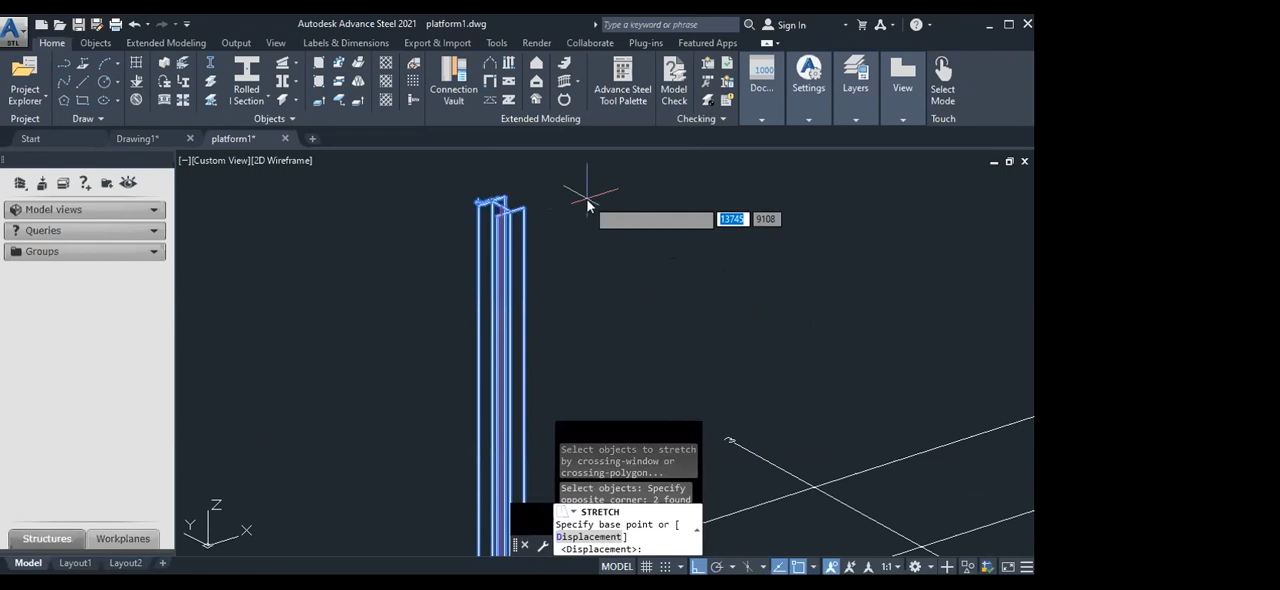 Autodesk Advance Steel 2021 platform1.dwg
Type a keyword or phrase
Sign In
STL
Home Objects Extended Modeling Output View Labels & Dimensions Export & Import Tools Render Collaborate Plug-ins Featured Apps
Project
Explorer
Rolled
I Section
Connection
Vault
Advance Steel
Tool Palette
Model
Check
1000
Doc...
Settings
Layers
View
Select
Mode
Project Draw Objects Extended Modeling Checking Touch
Start Drawing1* platform1*
[−][Custom View][2D Wireframe]
Model views
Queries
Groups
13745 9108
Select objects to stretch
by crossing-window or
crossing-polygon...
Select objects: Specify
opposite corner: 2 found
STRETCH
Specify base point or [
Displacement]
<Displacement>:
Z
Y
X
Structures Workplanes
Model Layout1 Layout2
MODEL
1:1